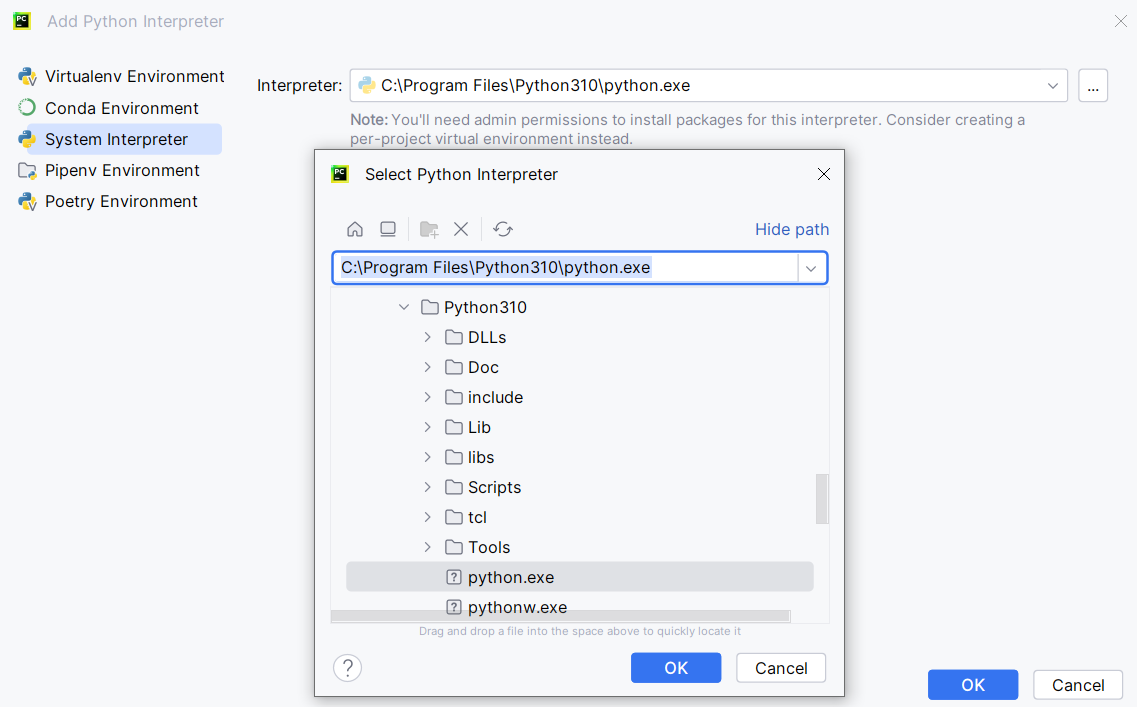 Add Python Interpreter
Virtualenv Environment
Conda Environment
System Interpreter
Pipenv Environment
Poetry Environment
Interpreter: C:\Program Files\Python310\python.exe ...
Note: You'll need admin permissions to install packages for this interpreter. Consider creating a
per-project virtual environment instead.
PC
Select Python Interpreter
Hide path
C:\Program Files\Python310\python.exe
Python310
DLLs
Doc
include
Lib
libs
Scripts
tcl
Tools
? python.exe
? pythonw.exe
Drag and drop a file into the space above to quickly locate it
? OK Cancel
OK Cancel